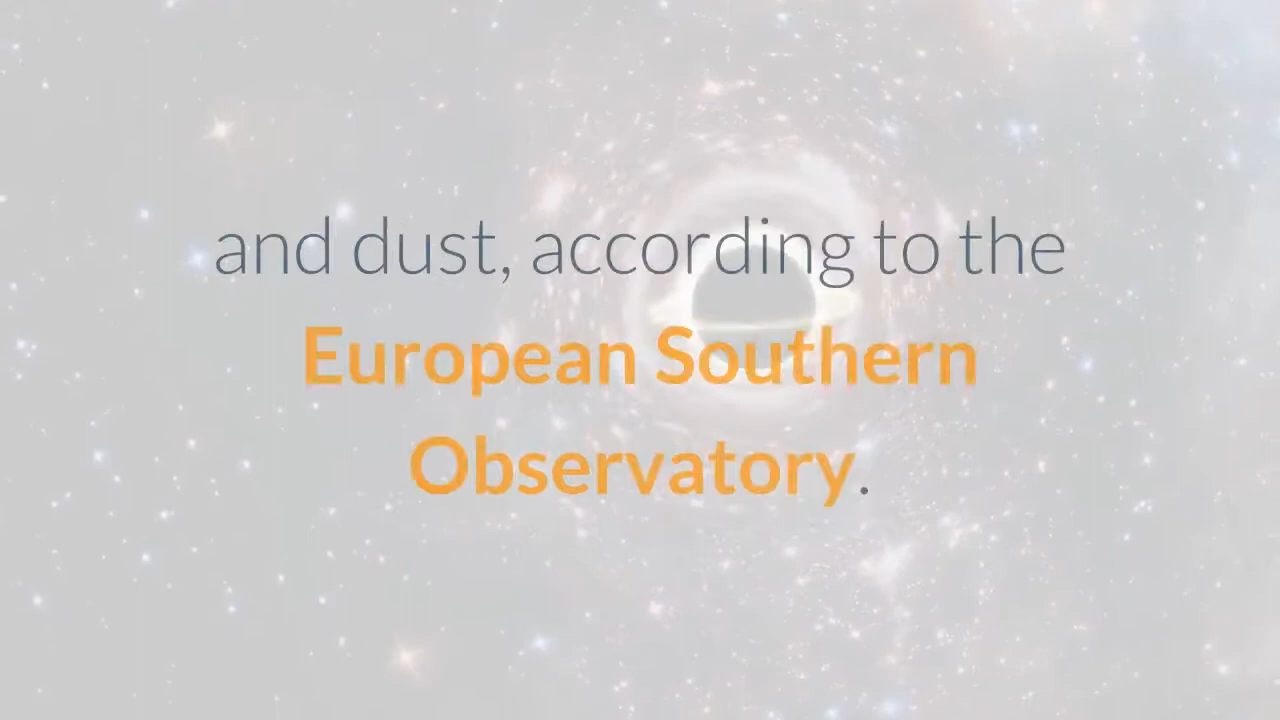 and dust, according to the
European Southern
Observatory.